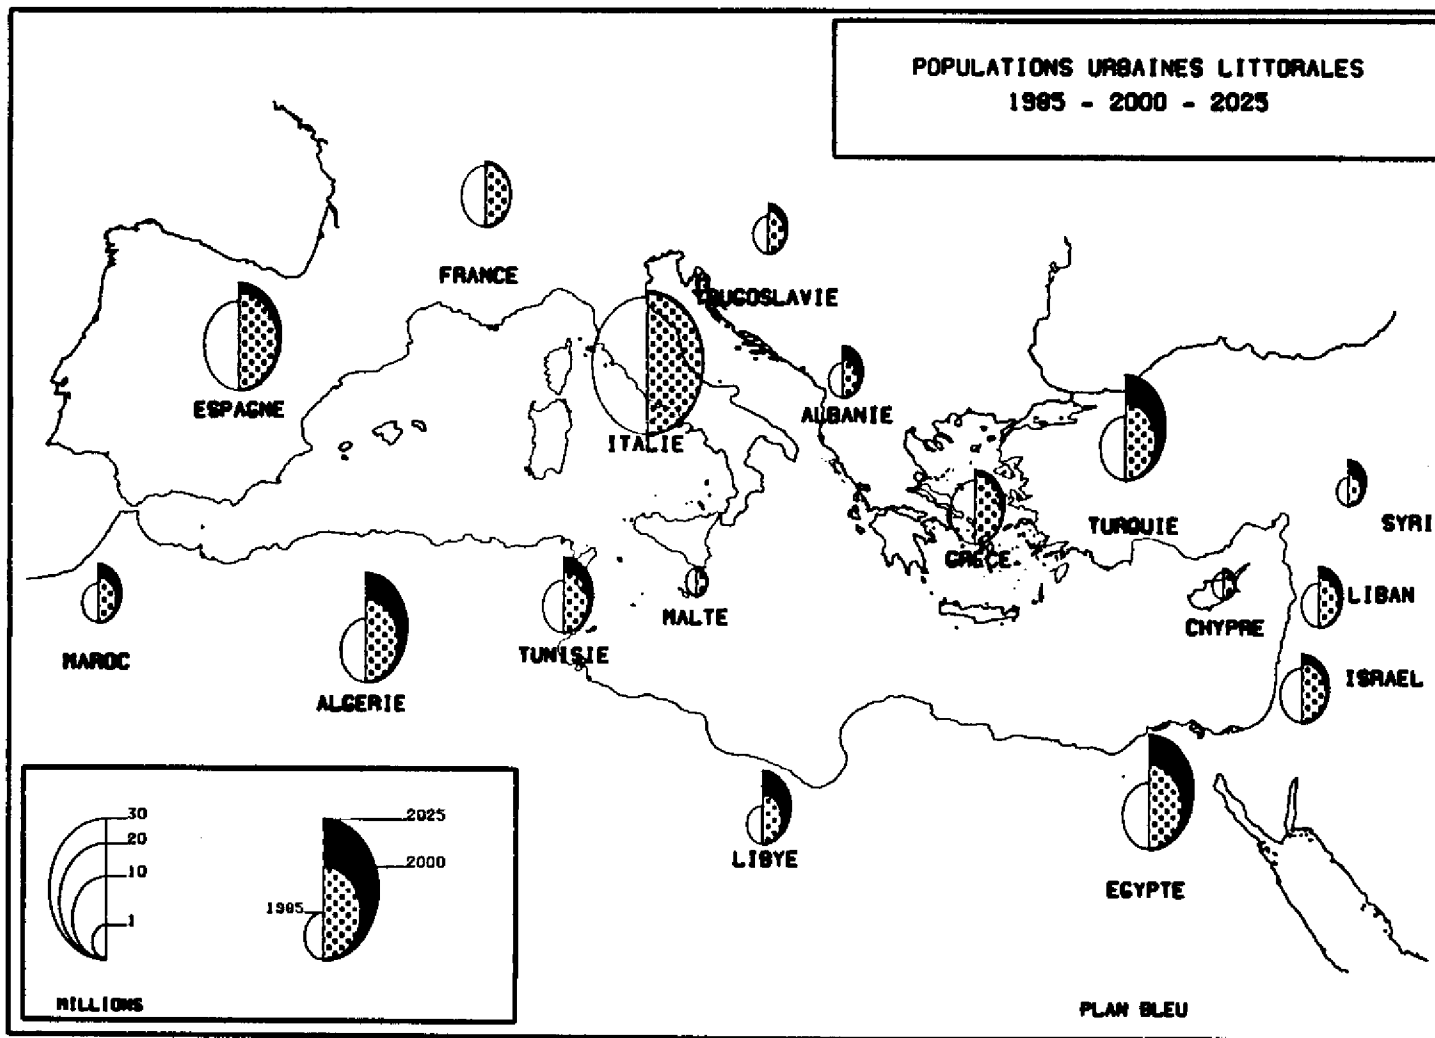 POPULATIONS URBAINES LITTORALES
1985 - 2000 - 2025
FRANCE
YOUGOSLAVIE
ESPAGNE
ITALIE
ALBANIE
TURQUIE
SYRI
GRECE
MAROC
ALGERIE
TUNISIE
MALTE
CHYPRE
LIBAN
ISRAEL
LIBYE
EGYPTE
30
20
10
1
2025
2000
1985
MILLIONS
PLAN BLEU